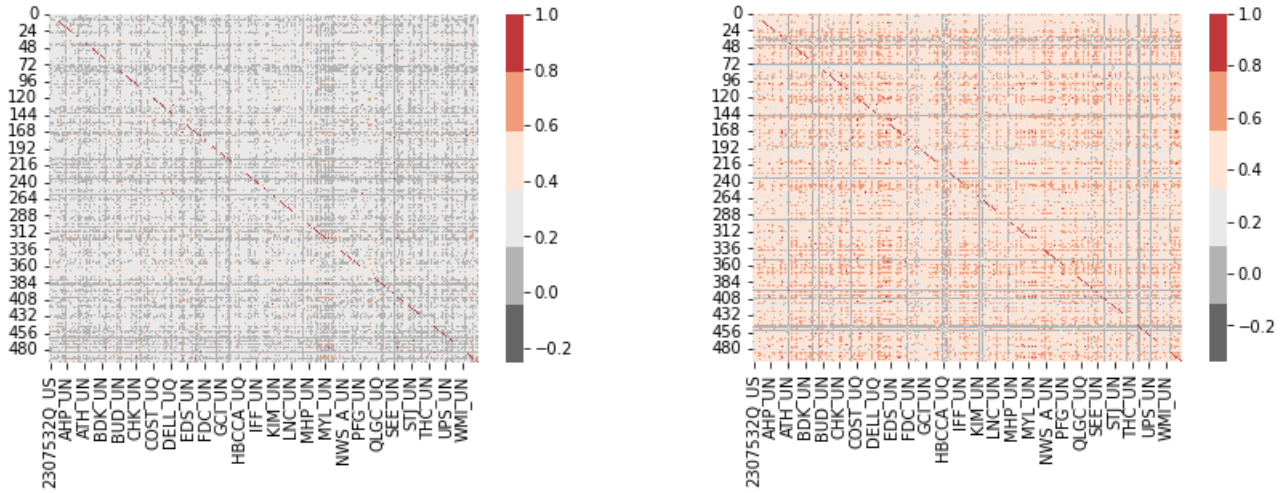 0
24
48
72
96
120
144
168
192
216
240
264
288
312
336
360
384
408
432
456
480
2307532Q_US
AHP_UN
ATH_UN
BDK_UN
BUD_UN
CHK_UN
COST_UQ
DELL_UQ
EDS_UN
FDC_UN
GCI_UN
HBCCA_UQ
IFF_UN
KIM_UN
LNC_UN
MHP_UN
MYL_UN
NWS_A_UN
PFG_UN
QLGC_UQ
SEE_UN
STJ_UN
THC_UN
UPS_UN
WMI_UN
1.0
0.8
0.6
0.4
0.2
0.0
−0.2
0
24
48
72
96
120
144
168
192
216
240
264
288
312
336
360
384
408
432
456
480
2307532Q_US
AHP_UN
ATH_UN
BDK_UN
BUD_UN
CHK_UN
COST_UQ
DELL_UQ
EDS_UN
FDC_UN
GCI_UN
HBCCA_UQ
IFF_UN
KIM_UN
LNC_UN
MHP_UN
MYL_UN
NWS_A_UN
PFG_UN
QLGC_UQ
SEE_UN
STJ_UN
THC_UN
UPS_UN
WMI_UN
1.0
0.8
0.6
0.4
0.2
0.0
−0.2